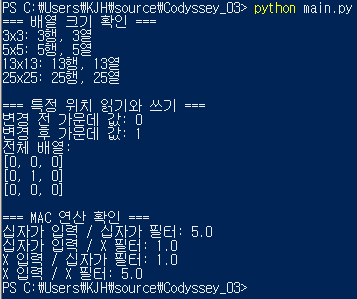 PS C:\Users\KJH\source\Codyssey_03> python main.py
=== 배열 크기 확인 ===
3x3: 3행, 3열
5x5: 5행, 5열
13x13: 13행, 13열
25x25: 25행, 25열
=== 특정 위치 읽기와 쓰기 ===
변경 전 가운데 값: 0
변경 후 가운데 값: 1
전체 배열:
[0, 0, 0]
[0, 1, 0]
[0, 0, 0]
=== MAC 연산 확인 ===
십자가 입력 / 십자가 필터: 5.0
십자가 입력 / X 필터: 1.0
X 입력 / 십자가 필터: 1.0
X 입력 / X 필터: 5.0
PS C:\Users\KJH\source\Codyssey_03>